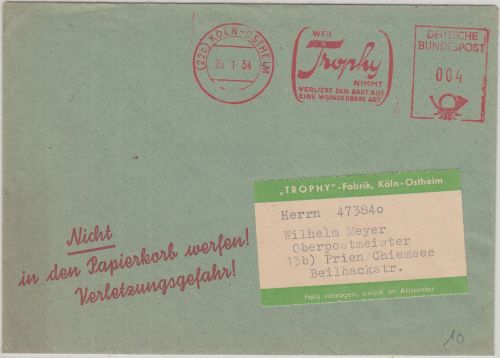 (22c) KÖLN-OSTHEIM
26 1 54
WER
Trophy
NIMMT
VERLIERT DEN BART AUF
EINE WUNDERBARE ART
DEUTSCHE
BUNDESPOST
004
„TROPHY"-Fabrik, Köln-Ostheim
Herrn 47384o
Wilhelm Meyer
Oberpostmeister
13b) Prien Chiemsee
Beilhackstr.
Falls verzogen, zurück an Absender
Nicht
in den Papierkorb werfen!
Verletzungsgefahr!
10